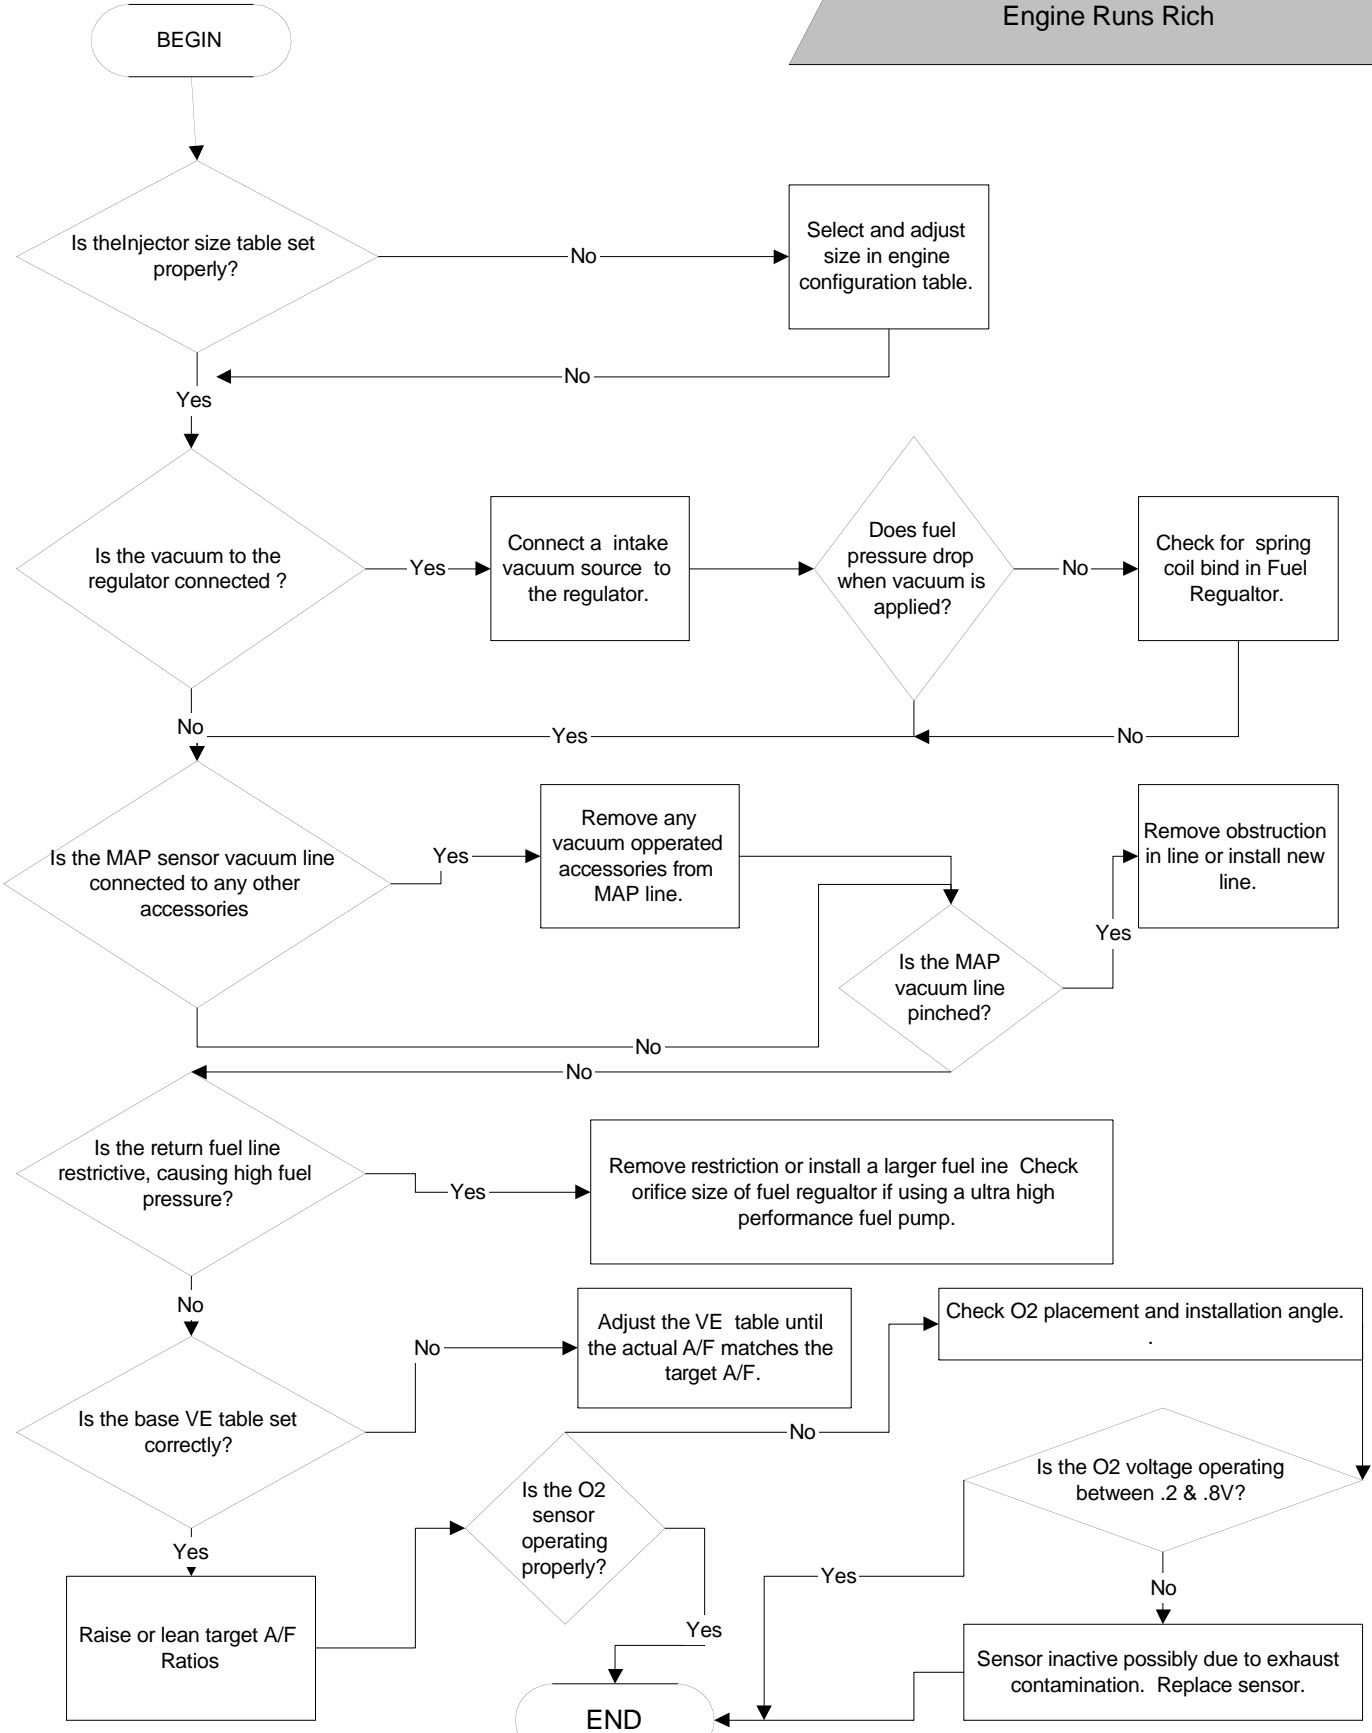 Engine Runs Rich
BEGIN
Is theInjector size table set
properly?
No
Select and adjust
size in engine
configuration table.
No
Yes
Is the vacuum to the
regulator connected ?
Yes
Connect a  intake
vacuum source  to
the regulator.
Does fuel
pressure drop
when vacuum is
applied?
No
Check for  spring
coil bind in Fuel
Regualtor.
No
Yes
No
Is the MAP sensor vacuum line
connected to any other
accessories
Yes
Remove any
vacuum opperated
accessories from
MAP line.
Is the MAP
vacuum line
pinched?
Yes
Remove obstruction
in line or install new
line.
No
No
Is the return fuel line
restrictive, causing high fuel
pressure?
Yes
Remove restriction or install a larger fuel ine  Check
orifice size of fuel regualtor if using a ultra high
performance fuel pump.
No
Is the base VE table set
correctly?
No
Adjust the VE  table until
the actual A/F matches the
target A/F.
Yes
Raise or lean target A/F
Ratios
Is the O2
sensor
operating
properly?
No
Check O2 placement and installation angle.
.
Is the O2 voltage operating
between .2 & .8V?
Yes
No
Sensor inactive possibly due to exhaust
contamination.  Replace sensor.
Yes
END